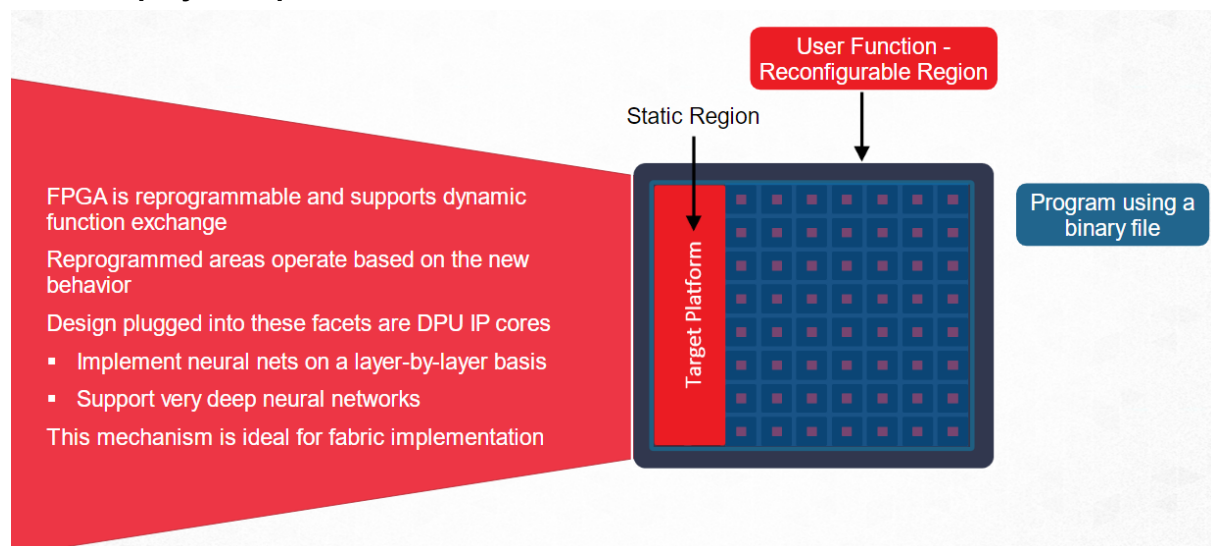 User Function -
Reconfigurable Region
Static Region
FPGA is reprogrammable and supports dynamic
function exchange
Reprogrammed areas operate based on the new
behavior
Design plugged into these facets are DPU IP cores
▪ Implement neural nets on a layer-by-layer basis
▪ Support very deep neural networks
This mechanism is ideal for fabric implementation
Target Platform
Program using a
binary file